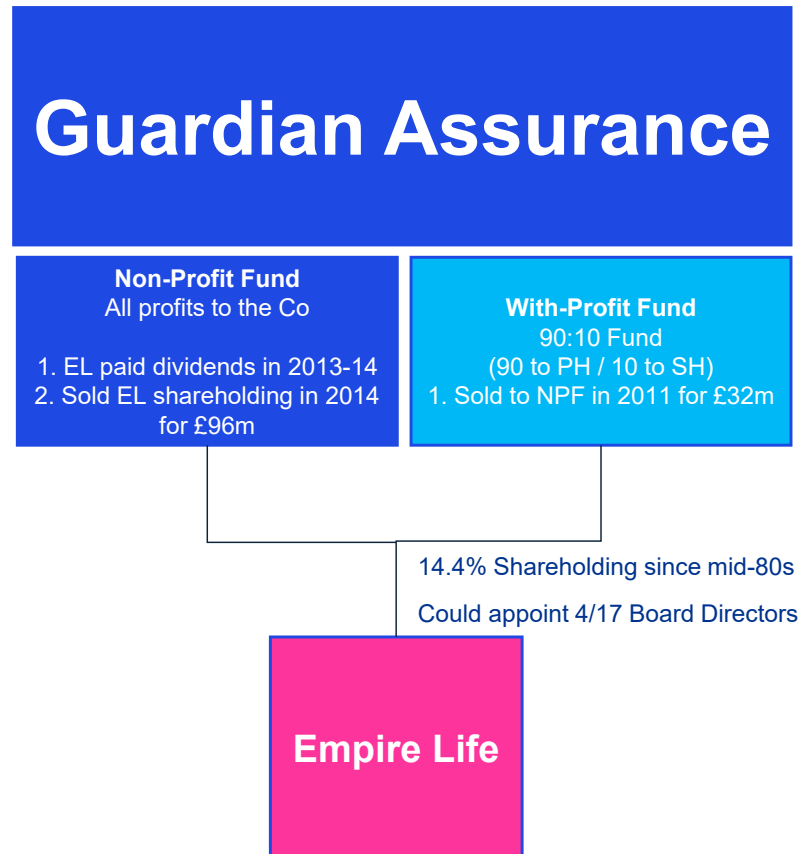 Guardian Assurance
Non-Profit Fund
All profits to the Co
1. EL paid dividends in 2013-14
2. Sold EL shareholding in 2014
for £96m
With-Profit Fund
90:10 Fund
(90 to PH / 10 to SH)
1. Sold to NPF in 2011 for £32m
14.4% Shareholding since mid-80s
Could appoint 4/17 Board Directors
Empire Life